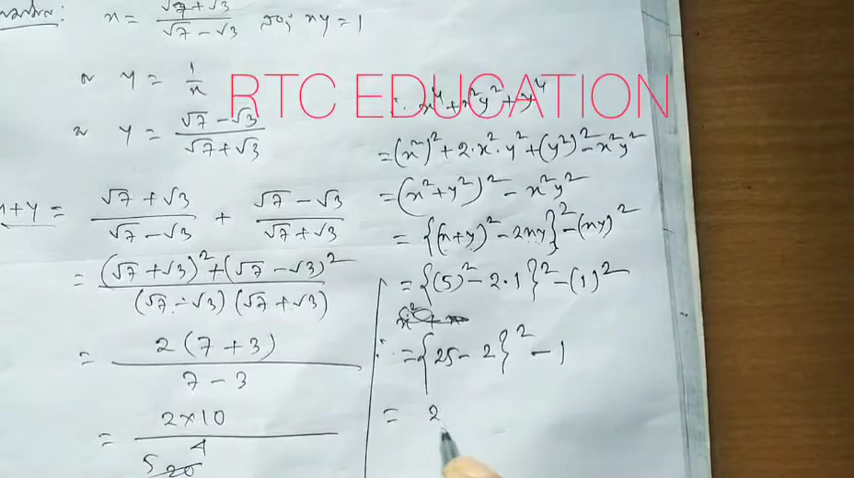 x = (√7+√3)/(√7−√3) এবং xy = 1
বা y = 1/x
বা y = (√7−√3)/(√7+√3)
x+y = (√7+√3)/(√7−√3) + (√7−√3)/(√7+√3)
= ((√7+√3)²+(√7−√3)²)/((√7−√3)(√7+√3))
= 2(7+3)/(7−3)
= 2×10/4
5 20
RTC EDUCATION
∴ x⁴+x²y²+y⁴
=(x²)²+2·x²·y²+(y²)²−x²y²
=(x²+y²)²−x²y²
={(x+y)²−2xy}²−(xy)²
={(5)²−2·1}²−(1)²
∴ ={25−2}²−1
= 2